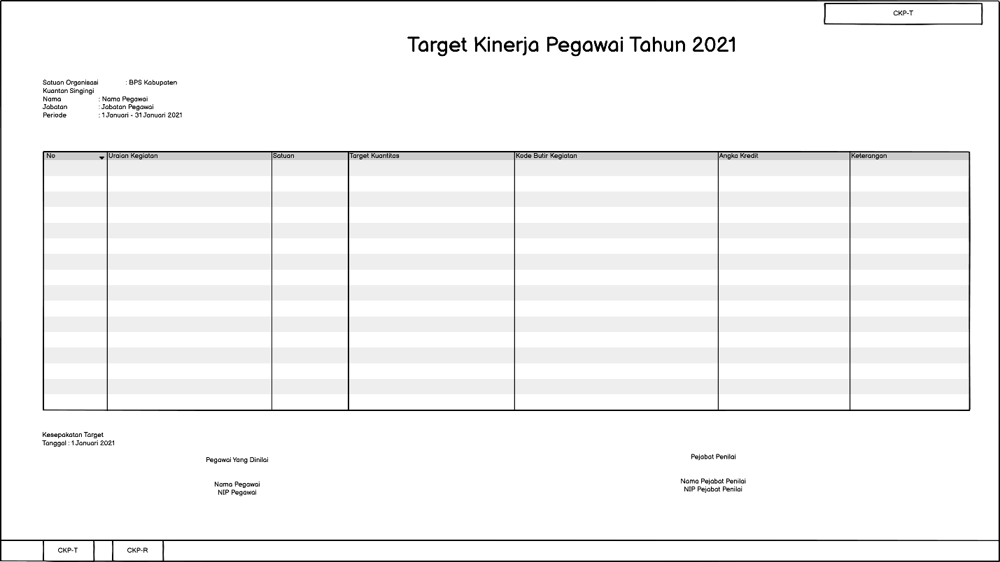 CKP-T
Target Kinerja Pegawai Tahun 2021
Satuan Organisasi : BPS Kabupaten
Kuantan Singingi
Nama : Nama Pegawai
Jabatan : Jabatan Pegawai
Periode : 1 Januari - 31 Januari 2021
No Uraian Kegiatan Satuan Target Kuantitas Kode Butir Kegiatan Angka Kredit Keterangan
Kesepakatan Target
Tanggal : 1 Januari 2021
Pegawai Yang Dinilai
Nama Pegawai
NIP Pegawai
Pejabat Penilai
Nama Pejabat Penilai
NIP Pejabat Penilai
CKP-T CKP-R